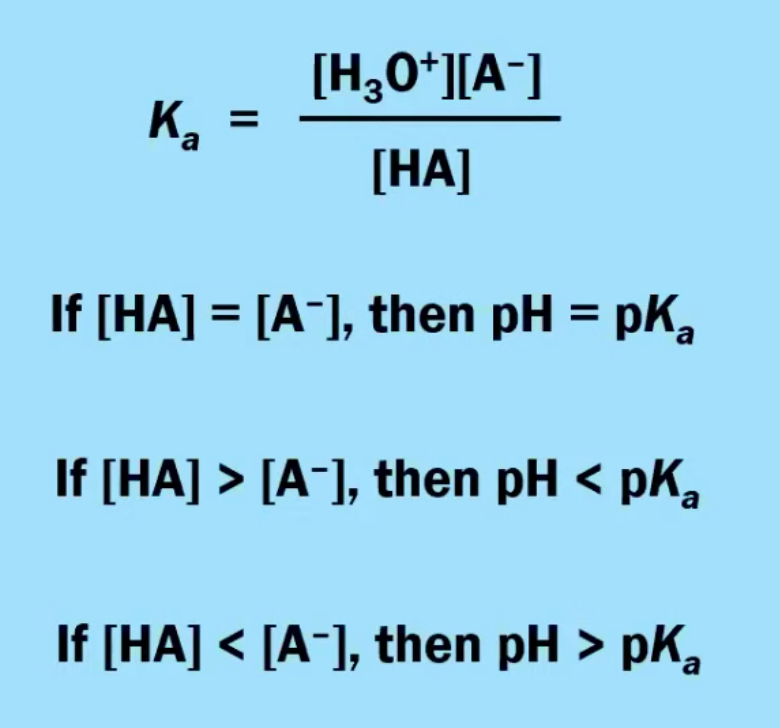 Kₐ = [H₃O⁺][A⁻] / [HA]
If [HA] = [A⁻], then pH = pKₐ
If [HA] > [A⁻], then pH < pKₐ
If [HA] < [A⁻], then pH > pKₐ